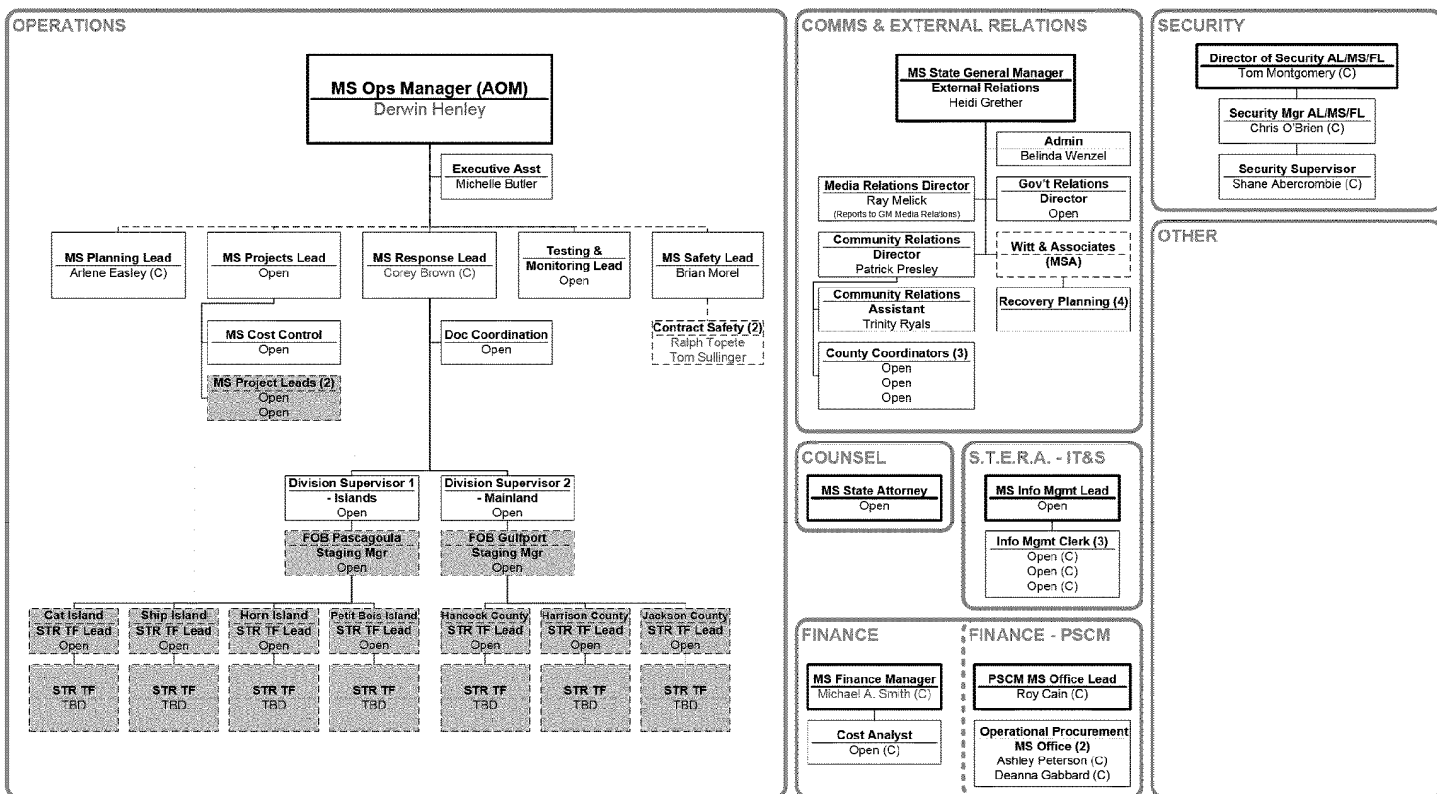 OPERATIONS
MS Ops Manager (AOM)
Derwin Henley
Executive Asst
Michelle Butler
MS Planning Lead
Arlene Easley (C)
MS Projects Lead
Open
MS Response Lead
Corey Brown (C)
Testing &
Monitoring Lead
Open
MS Safety Lead
Brian Morel
MS Cost Control
Open
MS Project Leads (2)
Open
Open
Doc Coordination
Open
Contract Safety (2)
Ralph Topete
Tom Sullinger
Division Supervisor 1
- Islands
Open
Division Supervisor 2
- Mainland
Open
FOB Pascagoula
Staging Mgr
Open
FOB Gulfport
Staging Mgr
Open
Cat Island
STR TF Lead
Open
Ship Island
STR TF Lead
Open
Horn Island
STR TF Lead
Open
Petit Bois Island
STR TF Lead
Open
Hancock County
STR TF Lead
Open
Harrison County
STR TF Lead
Open
Jackson County
STR TF Lead
Open
STR TF
TBD
STR TF
TBD
STR TF
TBD
STR TF
TBD
STR TF
TBD
STR TF
TBD
STR TF
TBD
COMMS & EXTERNAL RELATIONS
MS State General Manager
External Relations
Heidi Grether
Admin
Belinda Wenzel
Media Relations Director
Ray Melick
(Reports to GM Media Relations)
Gov't Relations
Director
Open
Community Relations
Director
Patrick Presley
Witt & Associates
(MSA)
Community Relations
Assistant
Trinity Ryals
Recovery Planning (4)
County Coordinators (3)
Open
Open
Open
SECURITY
Director of Security AL/MS/FL
Tom Montgomery (C)
Security Mgr AL/MS/FL
Chris O'Brien (C)
Security Supervisor
Shane Abercrombie (C)
OTHER
COUNSEL
MS State Attorney
Open
S.T.E.R.A. - IT&S
MS Info Mgmt Lead
Open
Info Mgmt Clerk (3)
Open (C)
Open (C)
Open (C)
FINANCE
MS Finance Manager
Michael A. Smith (C)
Cost Analyst
Open (C)
FINANCE - PSCM
PSCM MS Office Lead
Roy Cain (C)
Operational Procurement
MS Office (2)
Ashley Peterson (C)
Deanna Gabbard (C)